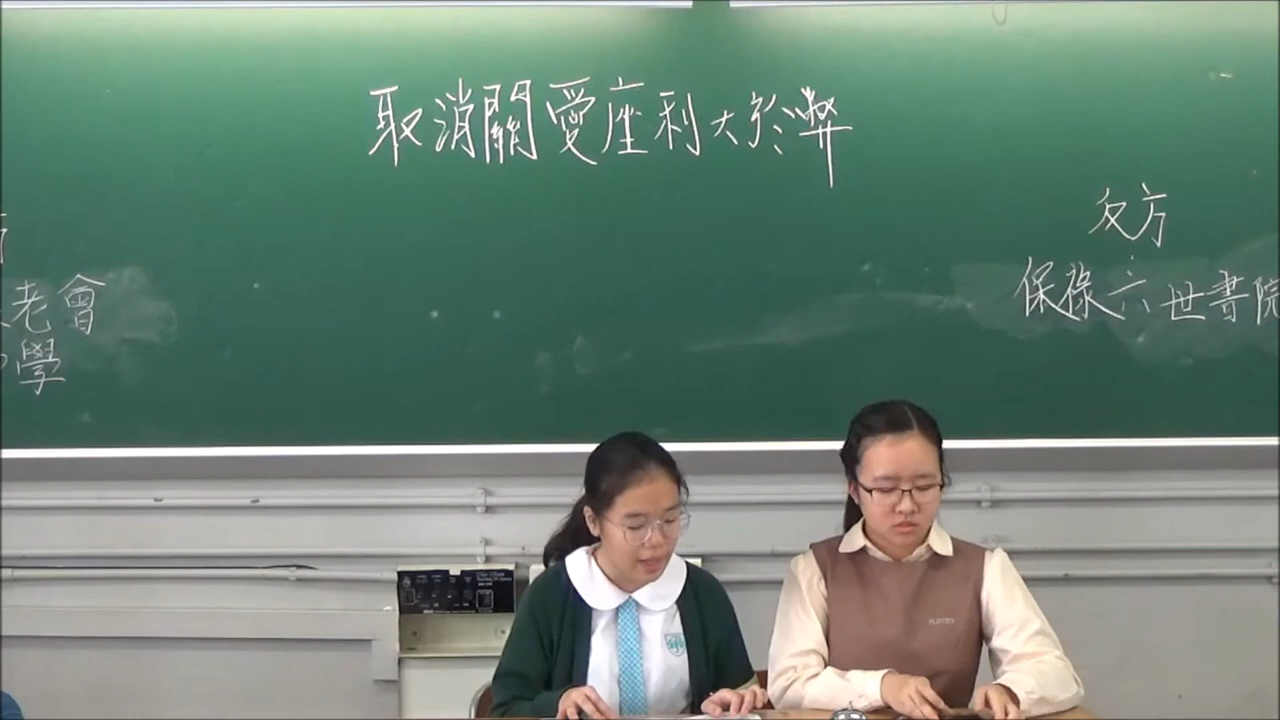 取消關愛座利大於弊
反方
保祿六世書院
老會
學